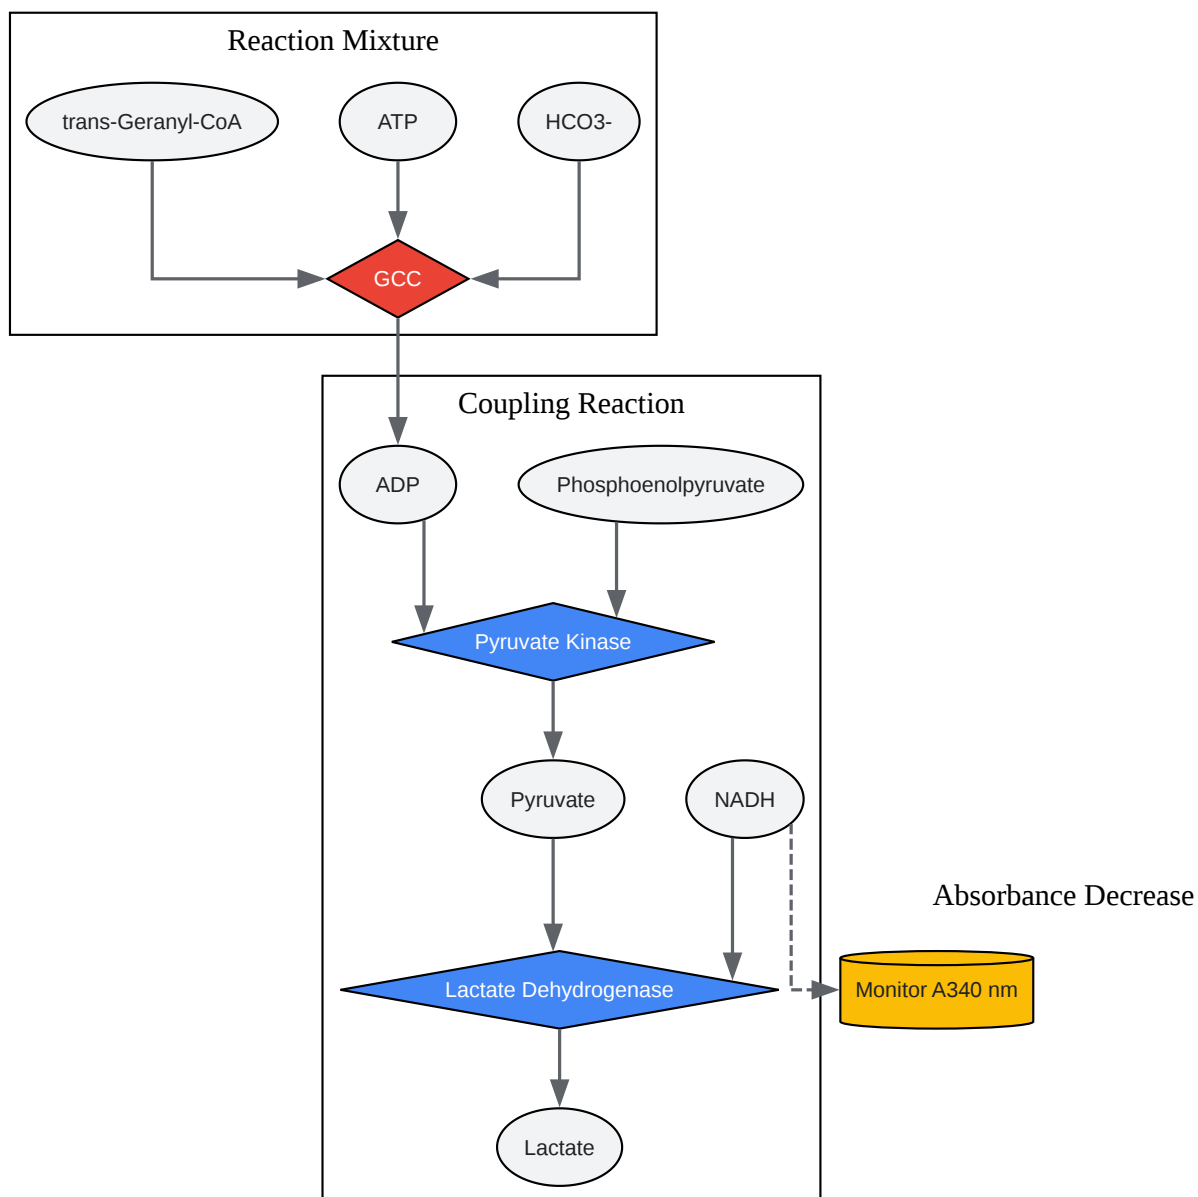 Reaction Mixture
trans-Geranyl-CoA
ATP
HCO3-
GCC
Coupling Reaction
ADP
Phosphoenolpyruvate
Pyruvate Kinase
Pyruvate
NADH
Absorbance Decrease
Lactate Dehydrogenase
Monitor A340 nm
Lactate